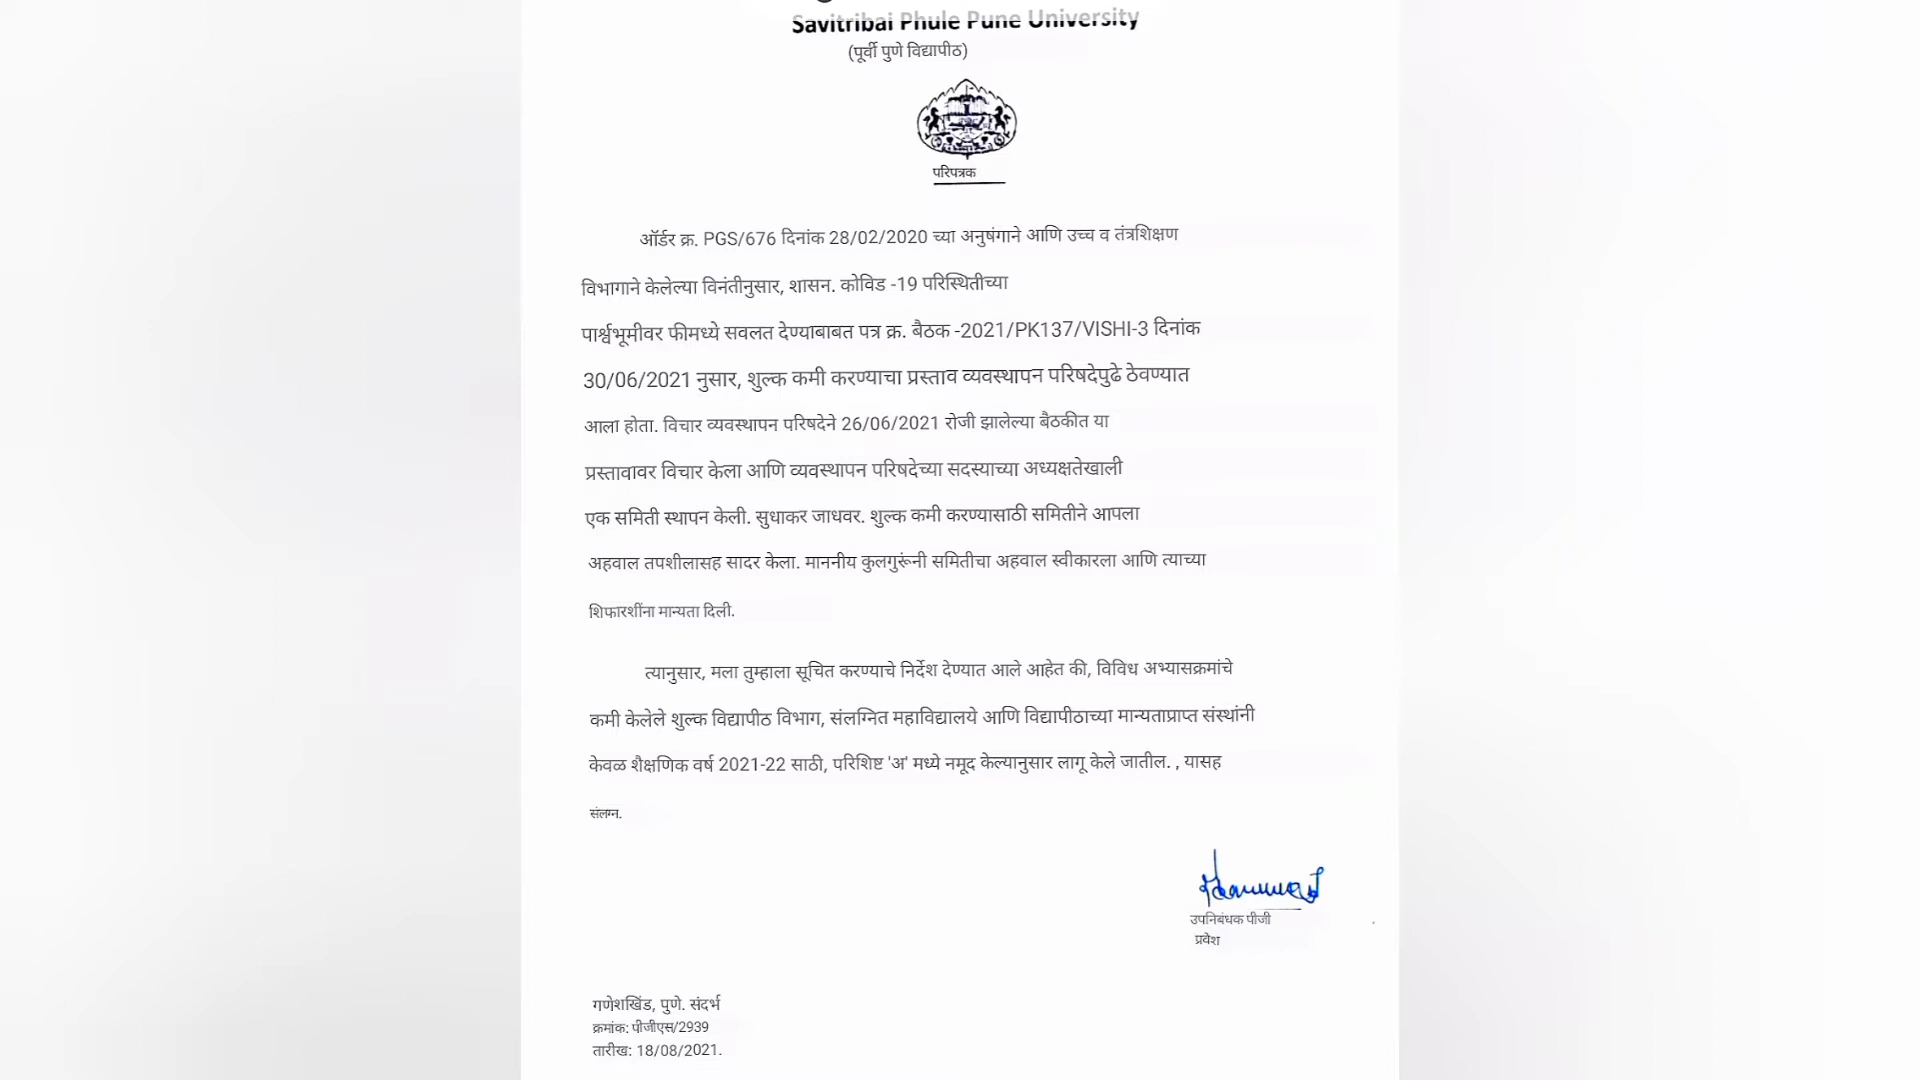 Savitribai Phule Pune University
(पूर्वी पुणे विद्यापीठ)
परिपत्रक
ऑर्डर क्र. PGS/676 दिनांक 28/02/2020 च्या अनुषंगाने आणि उच्च व तंत्रशिक्षण
विभागाने केलेल्या विनंतीनुसार, शासन. कोविड -19 परिस्थितीच्या
पार्श्वभूमीवर फीमध्ये सवलत देण्याबाबत पत्र क्र. बैठक -2021/PK137/VISHI-3 दिनांक
30/06/2021 नुसार, शुल्क कमी करण्याचा प्रस्ताव व्यवस्थापन परिषदेपुढे ठेवण्यात
आला होता. विचार व्यवस्थापन परिषदेने 26/06/2021 रोजी झालेल्या बैठकीत या
प्रस्तावावर विचार केला आणि व्यवस्थापन परिषदेच्या सदस्याच्या अध्यक्षतेखाली
एक समिती स्थापन केली. सुधाकर जाधवर. शुल्क कमी करण्यासाठी समितीने आपला
अहवाल तपशीलासह सादर केला. माननीय कुलगुरूंनी समितीचा अहवाल स्वीकारला आणि त्याच्या
शिफारशींना मान्यता दिली.
त्यानुसार, मला तुम्हाला सूचित करण्याचे निर्देश देण्यात आले आहेत की, विविध अभ्यासक्रमांचे
कमी केलेले शुल्क विद्यापीठ विभाग, संलग्नित महाविद्यालये आणि विद्यापीठाच्या मान्यताप्राप्त संस्थांनी
केवळ शैक्षणिक वर्ष 2021-22 साठी, परिशिष्ट 'अ' मध्ये नमूद केल्यानुसार लागू केले जातील. , यासह
संलग्न.
उपनिबंधक पीजी
प्रवेश
गणेशखिंड, पुणे. संदर्भ
क्रमांक: पीजीएस/2939
तारीख: 18/08/2021.